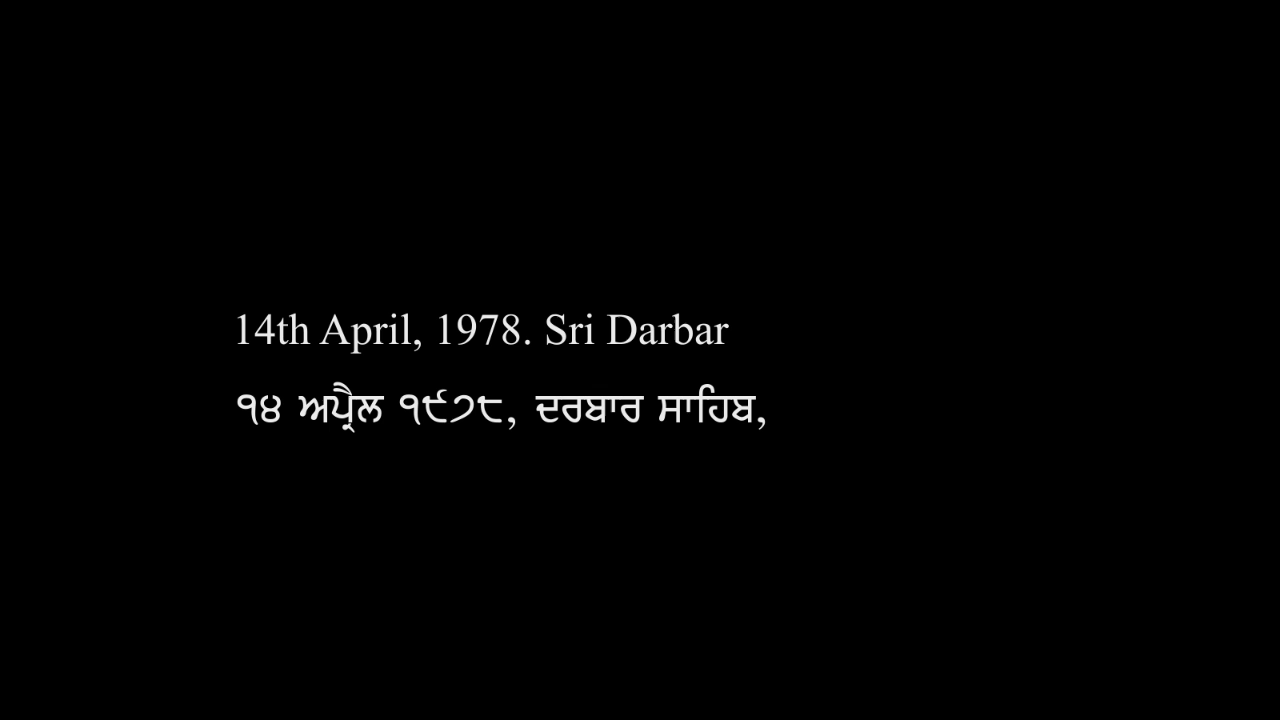 14th April, 1978. Sri Darbar
੧੪ ਅਪ੍ਰੈਲ ੧੯੭੮, ਦਰਬਾਰ ਸਾਹਿਬ,